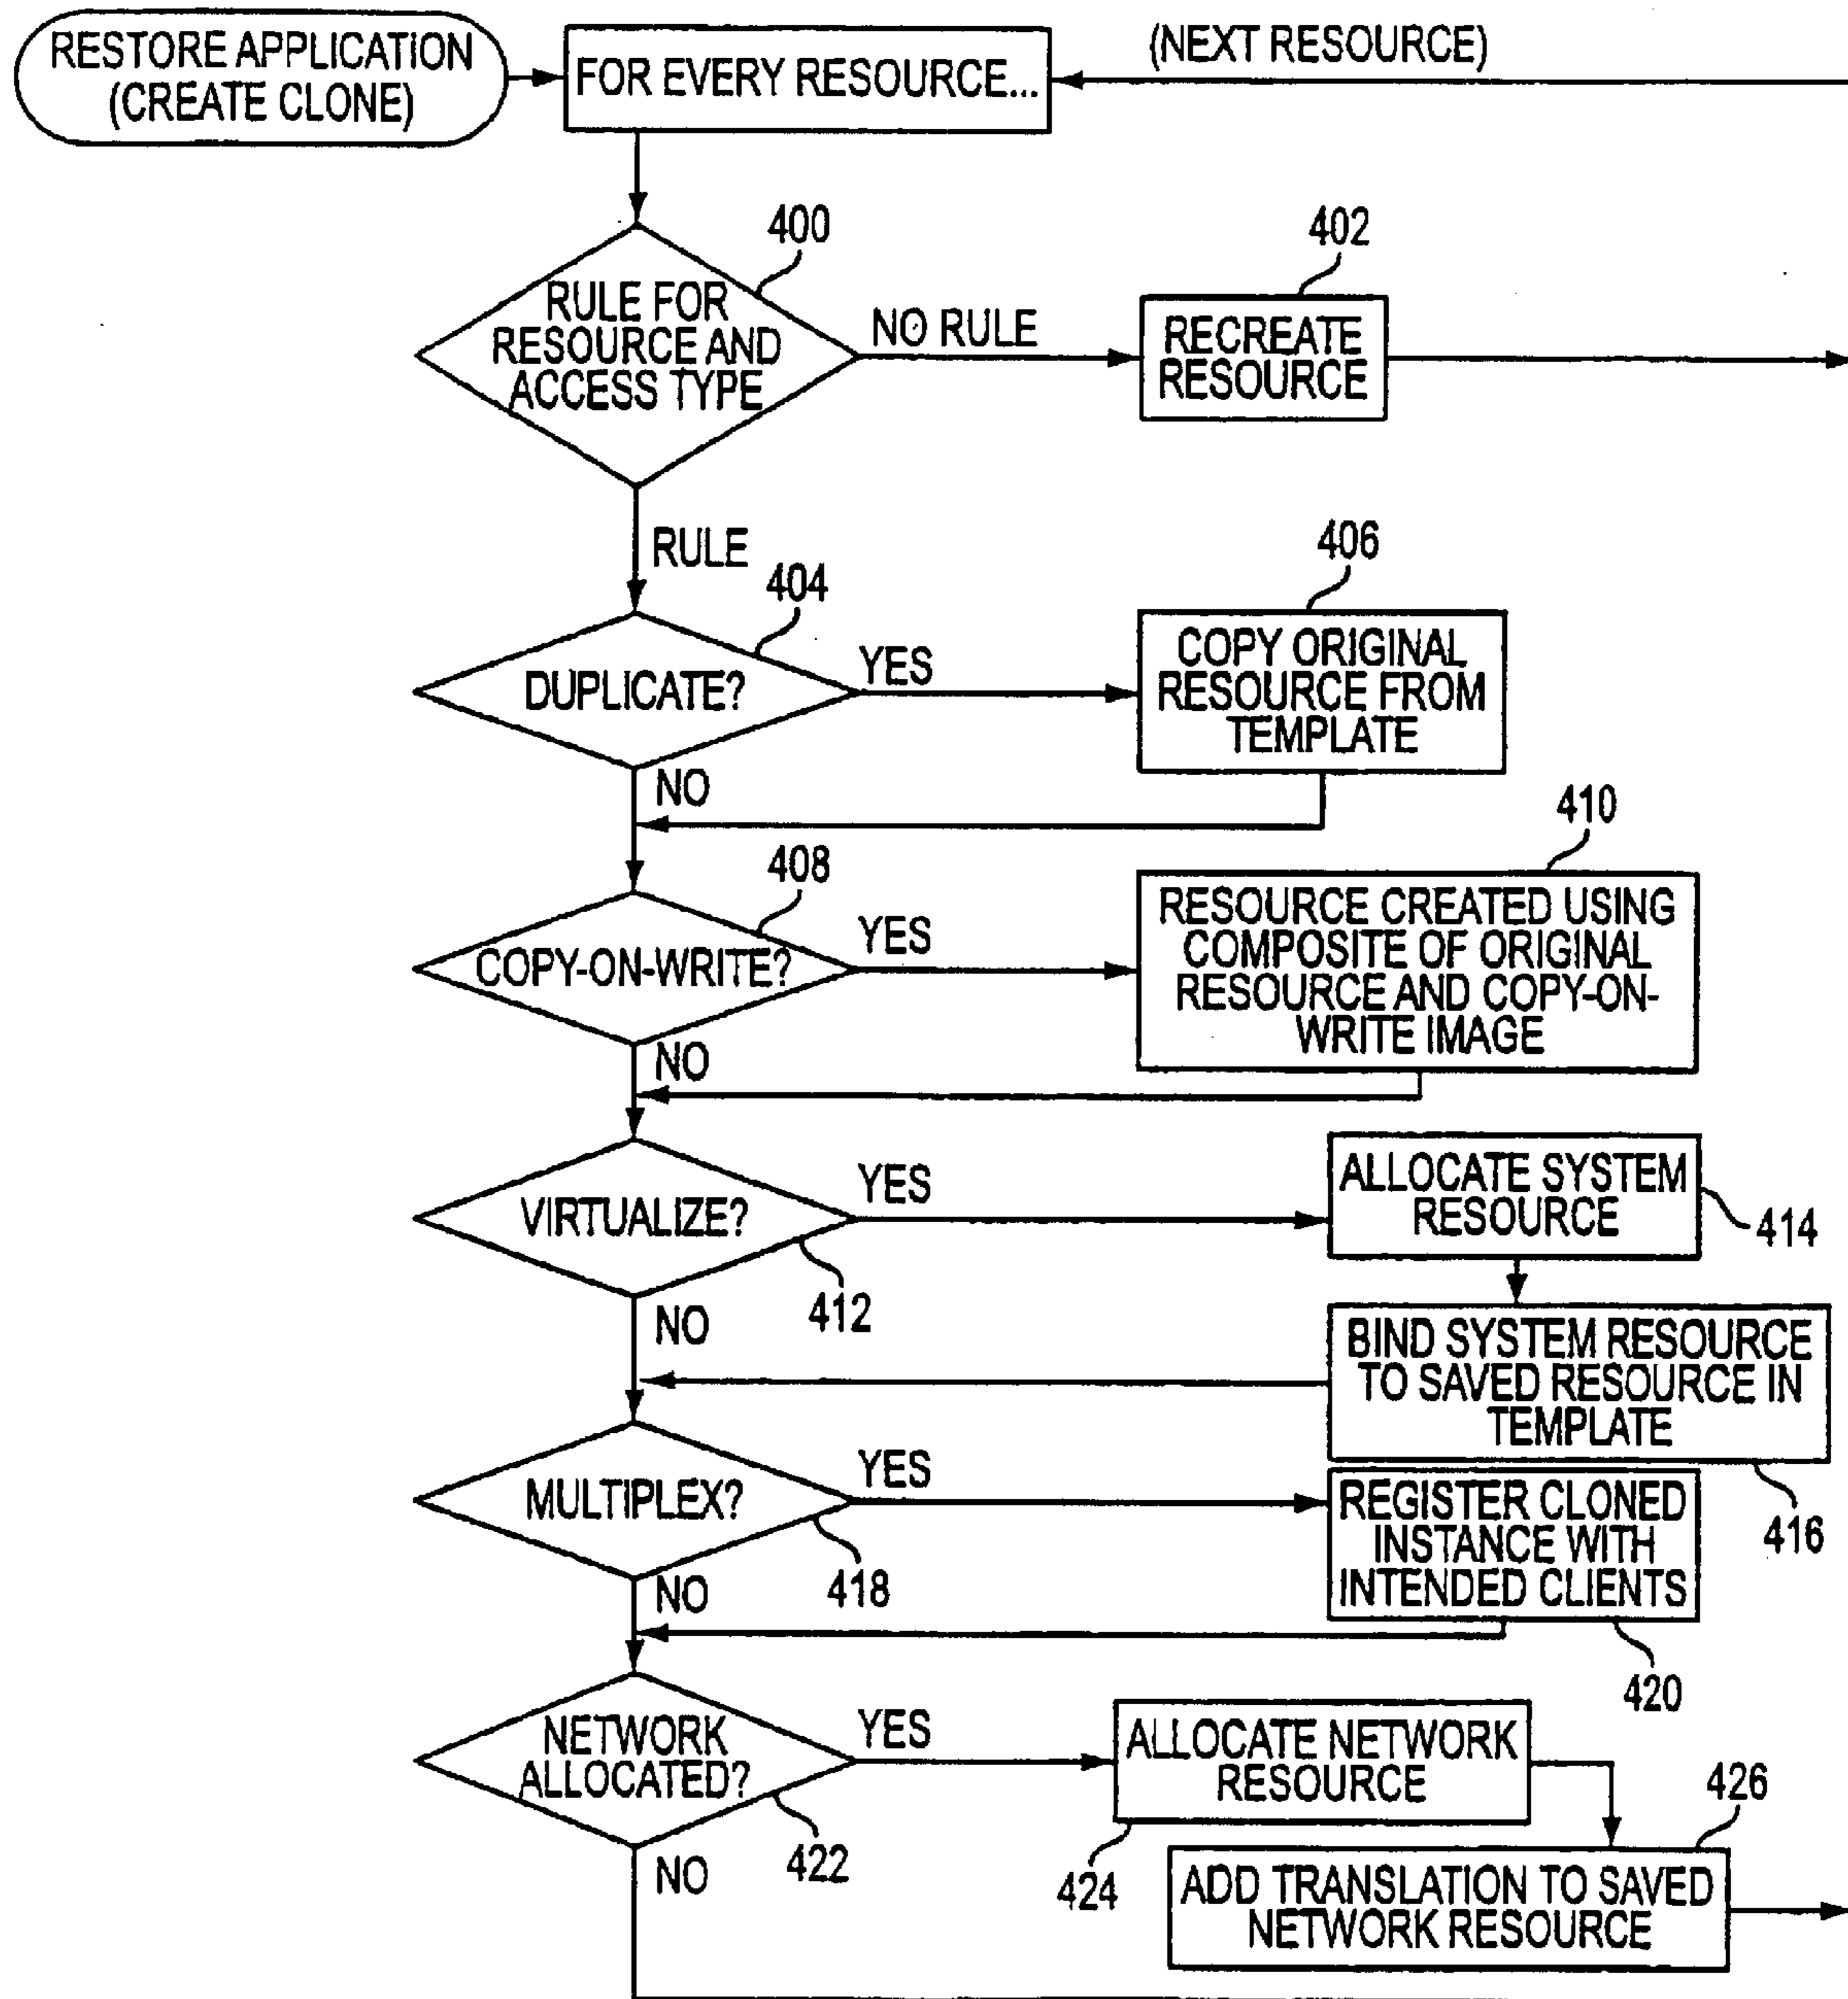 RESTORE APPLICATION
(CREATE CLONE)
FOR EVERY RESOURCE...
(NEXT RESOURCE)
400
RULE FOR
RESOURCE AND
ACCESS TYPE
NO RULE
402
RECREATE
RESOURCE
RULE
404
DUPLICATE?
YES
406
COPY ORIGINAL
RESOURCE FROM
TEMPLATE
NO
408
COPY-ON-WRITE?
YES
410
RESOURCE CREATED USING
COMPOSITE OF ORIGINAL
RESOURCE AND COPY-ON-
WRITE IMAGE
NO
VIRTUALIZE?
YES
412
ALLOCATE SYSTEM
RESOURCE
414
NO
BIND SYSTEM RESOURCE
TO SAVED RESOURCE IN
TEMPLATE
416
MULTIPLEX?
YES
418
REGISTER CLONED
INSTANCE WITH
INTENDED CLIENTS
420
NO
NETWORK
ALLOCATED?
YES
422
ALLOCATE NETWORK
RESOURCE
424
426
ADD TRANSLATION TO SAVED
NETWORK RESOURCE
NO